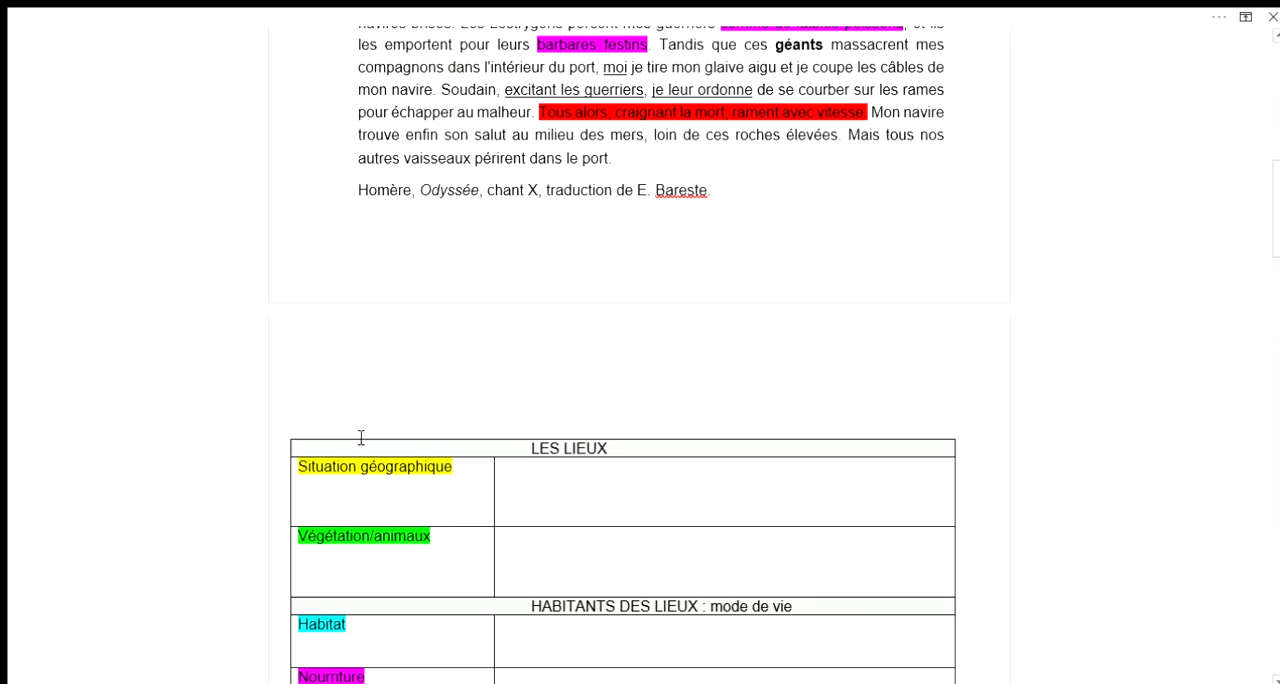 les emportent pour leurs barbares festins. Tandis que ces géants massacrent mes
compagnons dans l'intérieur du port, moi je tire mon glaive aigu et je coupe les câbles de
mon navire. Soudain, excitant les guerriers, je leur ordonne de se courber sur les rames
pour échapper au malheur. Tous alors, craignant la mort, rament avec vitesse. Mon navire
trouve enfin son salut au milieu des mers, loin de ces roches élevées. Mais tous nos
autres vaisseaux périrent dans le port.
Homère, Odyssée, chant X, traduction de E. Bareste.
LES LIEUX
Situation géographique
Végétation/animaux
HABITANTS DES LIEUX : mode de vie
Habitat
Nourriture